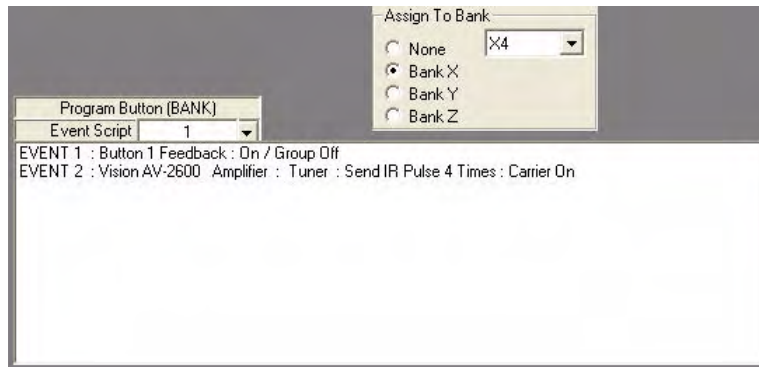 Assign To Bank
None
X4
Bank X
Bank Y
Bank Z
Program Button (BANK)
Event Script 1
EVENT 1 : Button 1 Feedback : On / Group Off
EVENT 2 : Vision AV-2600 Amplifier : Tuner : Send IR Pulse 4 Times : Carrier On